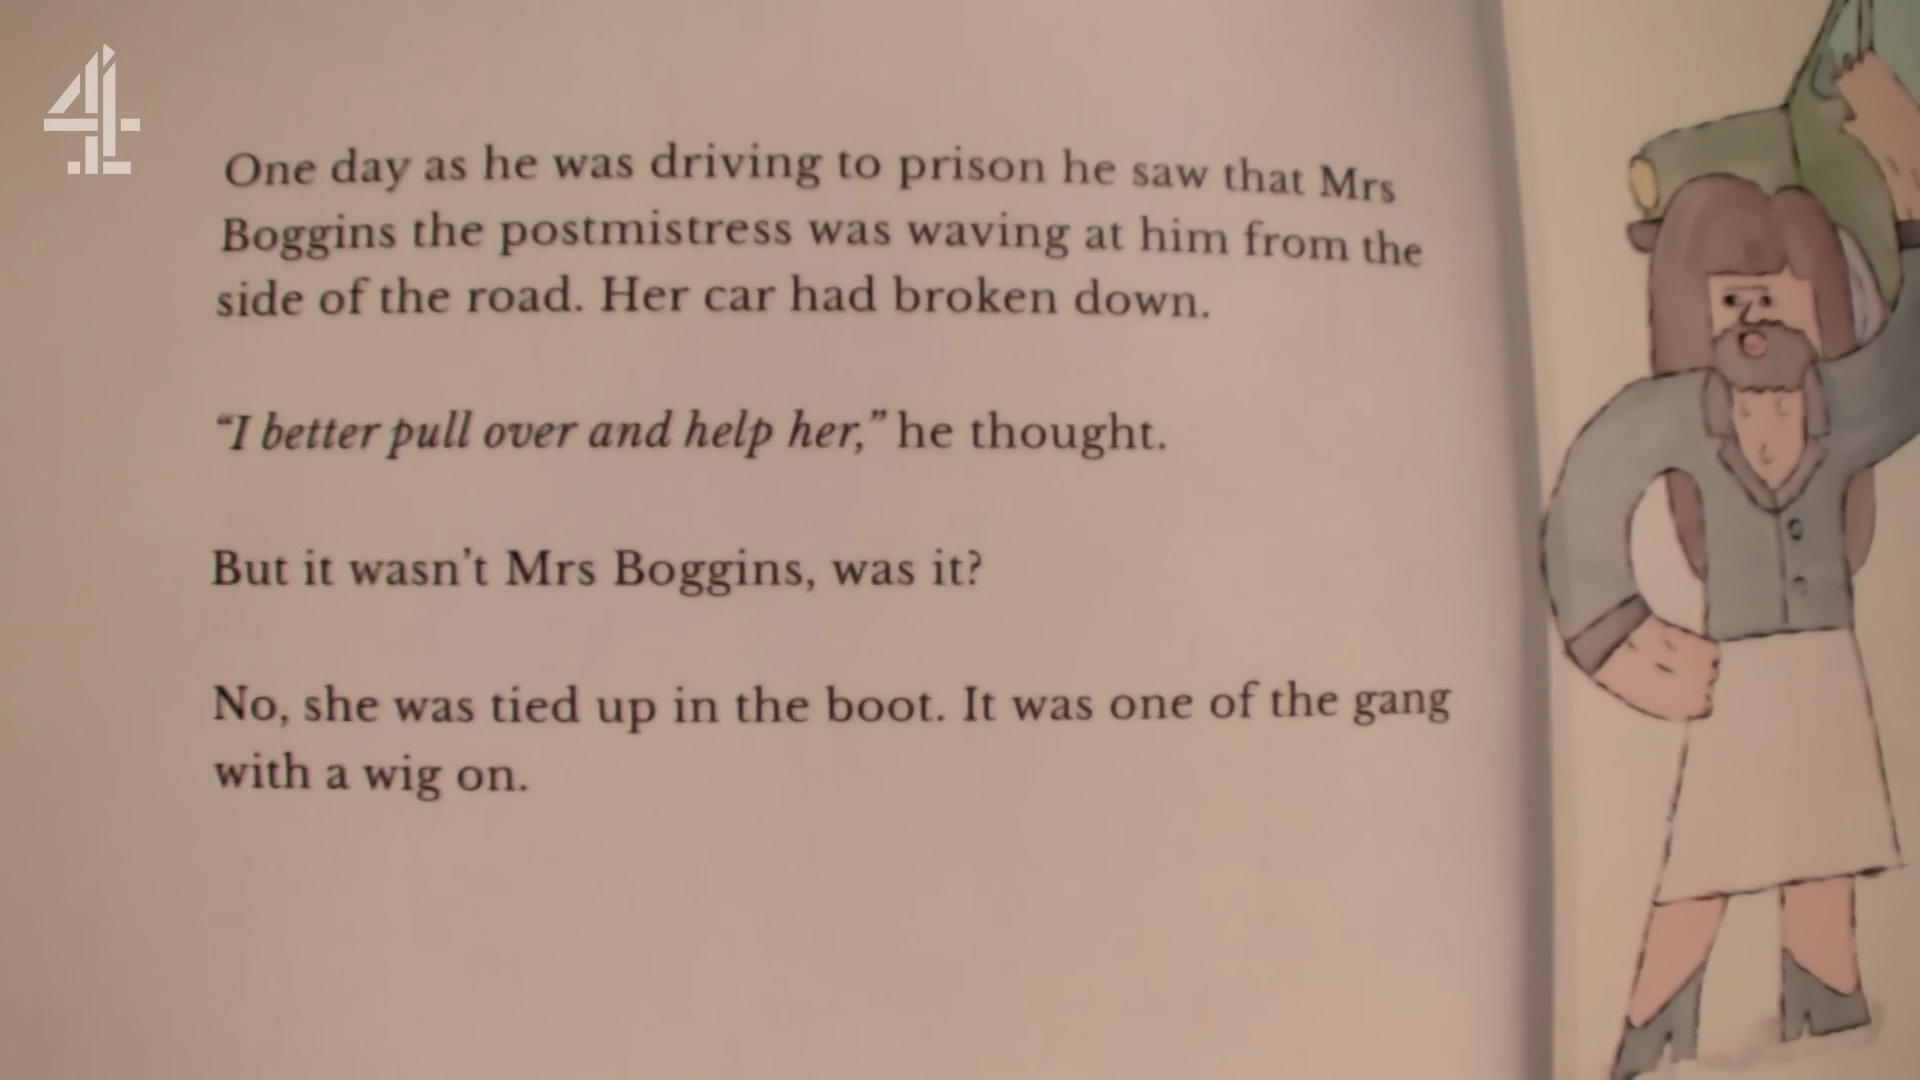 4
One day as he was driving to prison he saw that Mrs
Boggins the postmistress was waving at him from the
side of the road. Her car had broken down.
“I better pull over and help her,” he thought.
But it wasn’t Mrs Boggins, was it?
No, she was tied up in the boot. It was one of the gang
with a wig on.